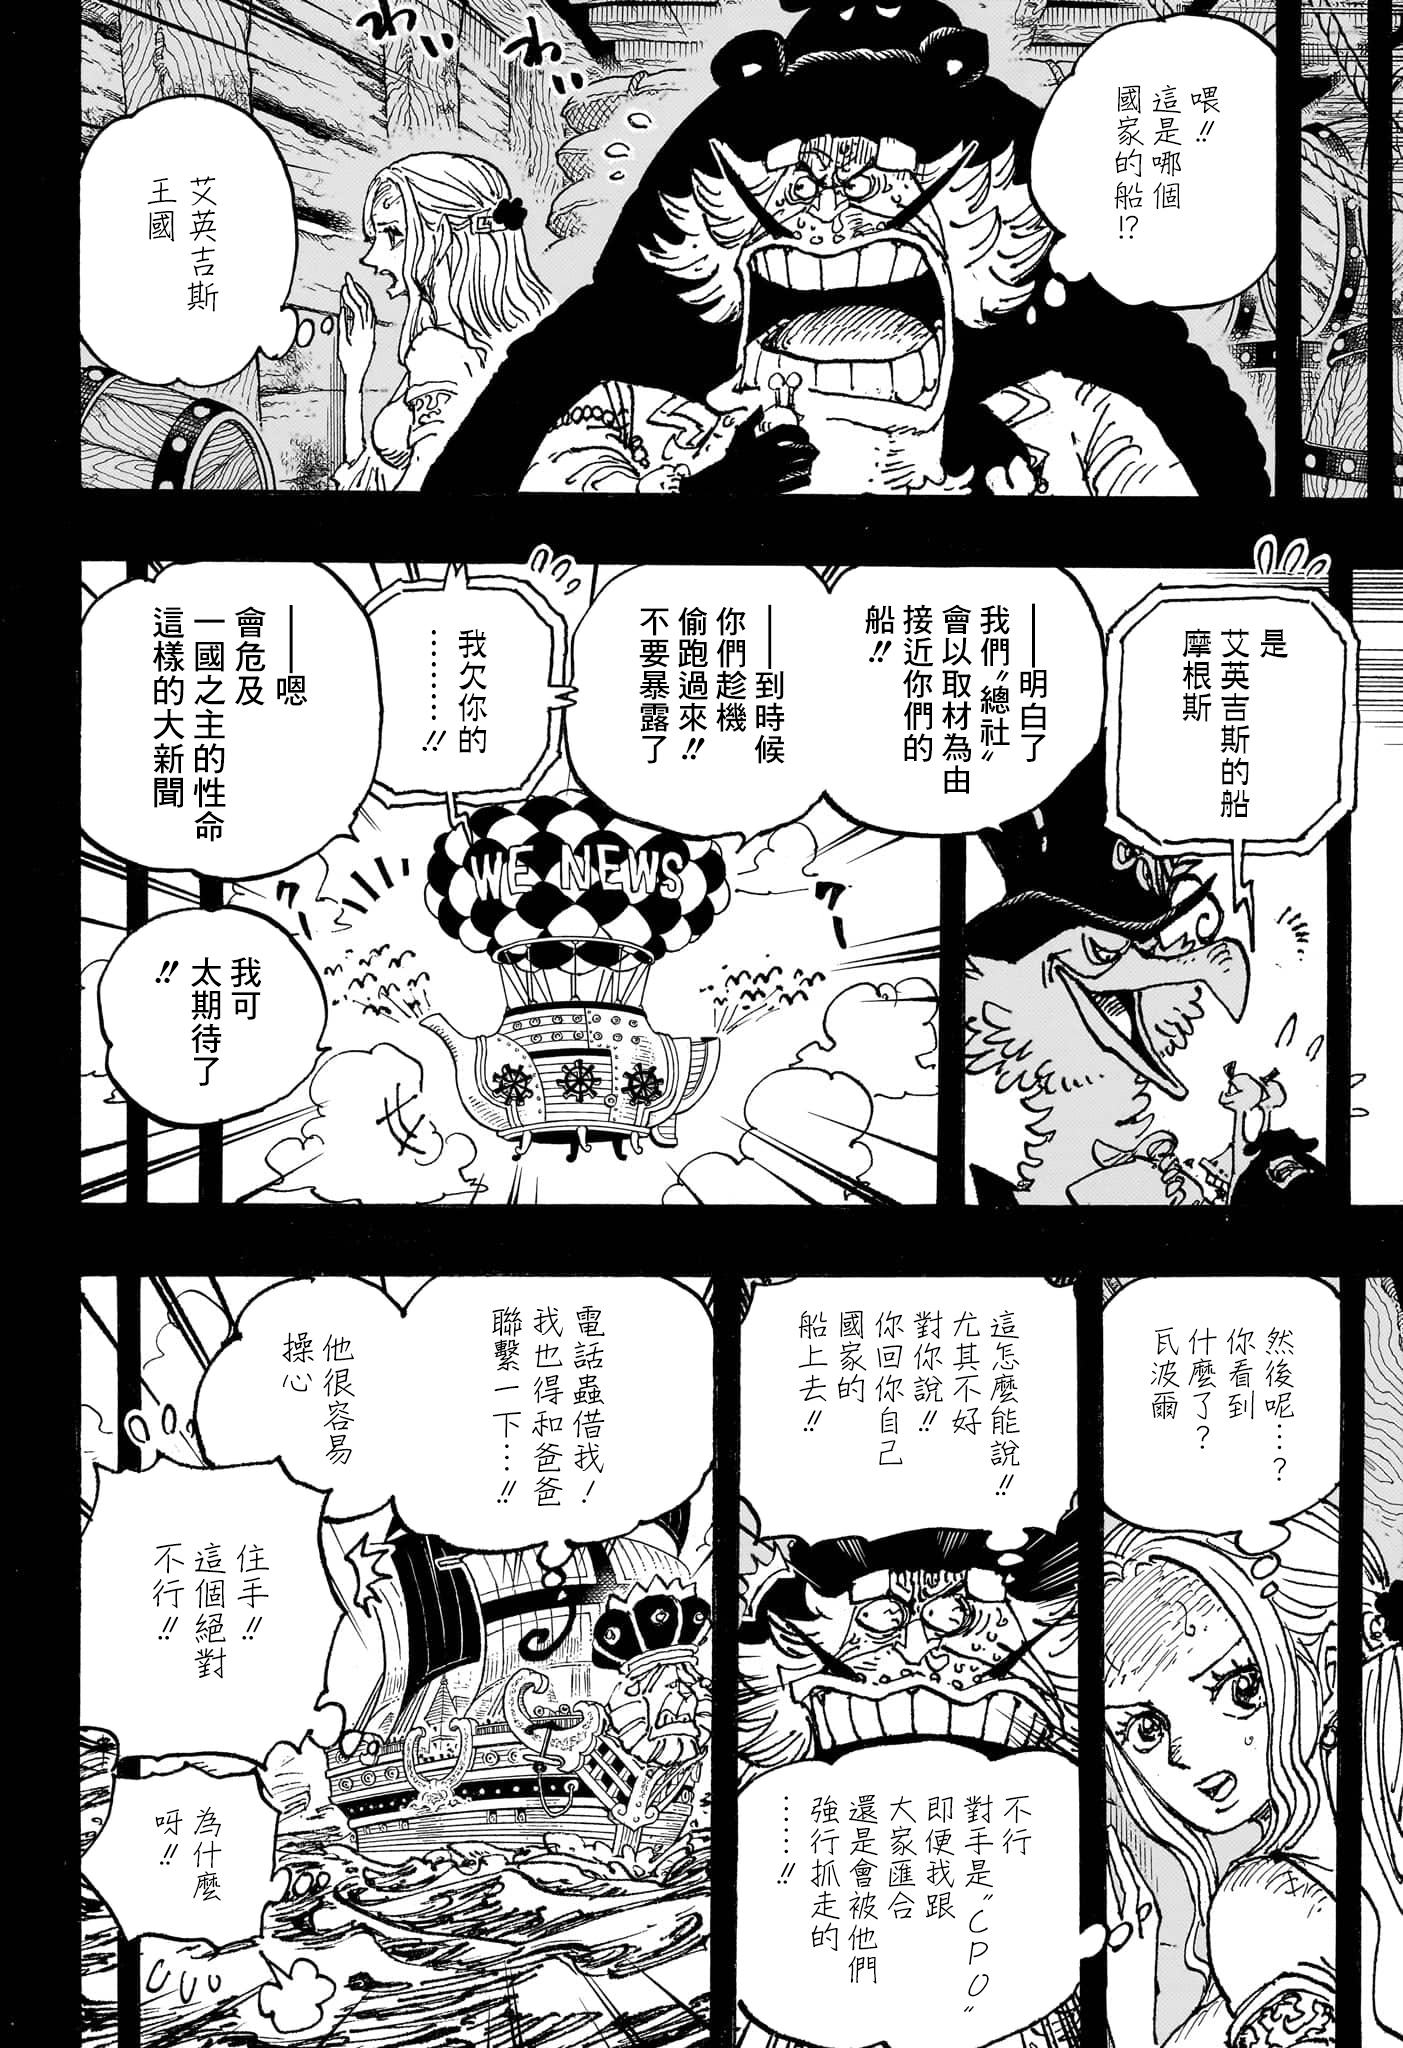 喂!!
這是哪個
國家的船!?
わい
わい
艾英吉斯
王國
是
艾英吉斯的船
摩根斯
——明白了
我們〝總社〟
會以取材為由
接近你們的
船!!
——到時候
你們趁機
偷跑過來!!
不要暴露了
我欠你的
………!!
——嗯
會危及
一國之主的性命
這樣的大新聞
我可
太期待了
!!
WE NEWS
然後呢…?
你看到
什麼了?
瓦波爾
這怎麼能說!!
尤其不好
對你說!!
你回你自己
國家的
船上去!!
不行
對手是〝CP0〟
即便我跟
大家匯合
還是會被他們
強行抓走的
……!!
電話蟲借我!
我也得和爸爸
聯繫一下…!!
他很容易
操心
住手!!
這個絕對
不行!!
為什麼
呀!!